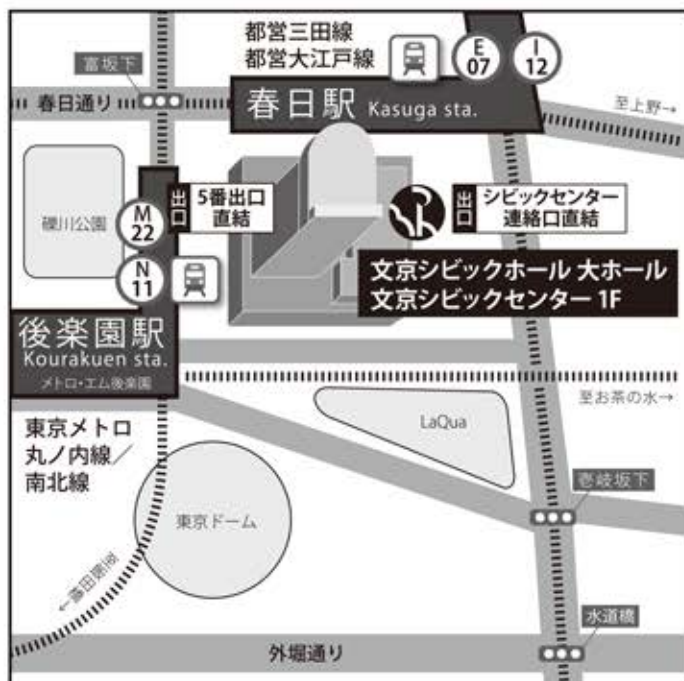 都営三田線
都営大江戸線
E
07
I
12
富坂下
春日通り
春日駅 Kasuga sta.
至上野→
礫川公園
M
22
出口
5番出口
直結
出口
シビックセンター
連絡口直結
N
11
文京シビックホール 大ホール
文京シビックセンター 1F
後楽園駅
Kourakuen sta.
メトロ・エム後楽園
至お茶の水→
東京メトロ
丸ノ内線／
南北線
LaQua
壱岐坂下
東京ドーム
至飯田橋→
水道橋
外堀通り